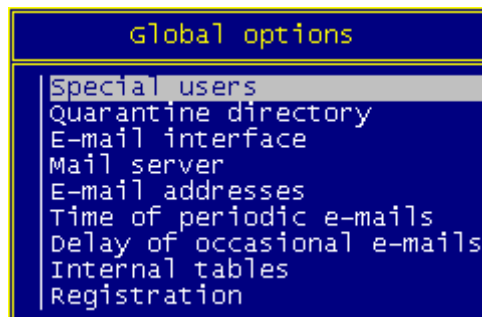 Global options
Special users
Quarantine directory
E-mail interface
Mail server
E-mail addresses
Time of periodic e-mails
Delay of occasional e-mails
Internal tables
Registration